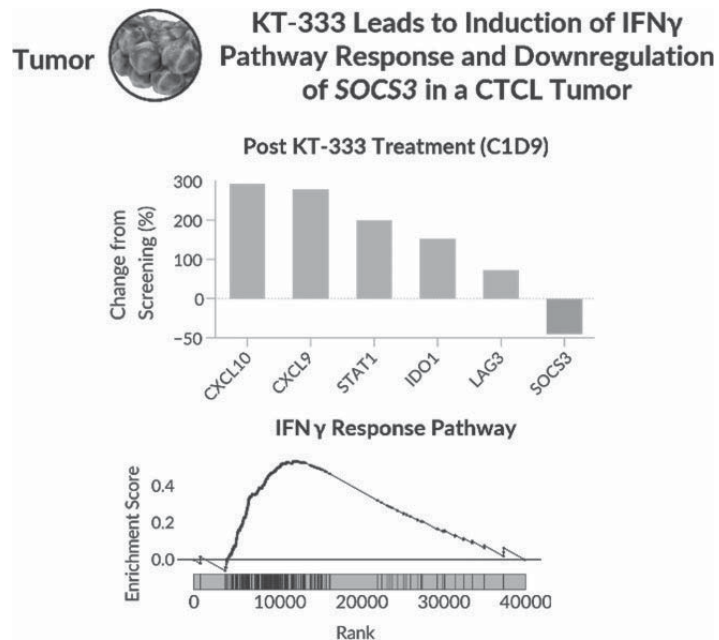 Tumor
KT-333 Leads to Induction of IFNγ
Pathway Response and Downregulation
of SOCS3 in a CTCL Tumor
Post KT-333 Treatment (C1D9)
Change from
Screening (%)
300
200
100
0
−50
CXCL10
CXCL9
STAT1
IDO1
LAG3
SOCS3
IFN γ Response Pathway
Enrichment Score
0.4
0.2
0.0
0
10000
20000
30000
40000
Rank